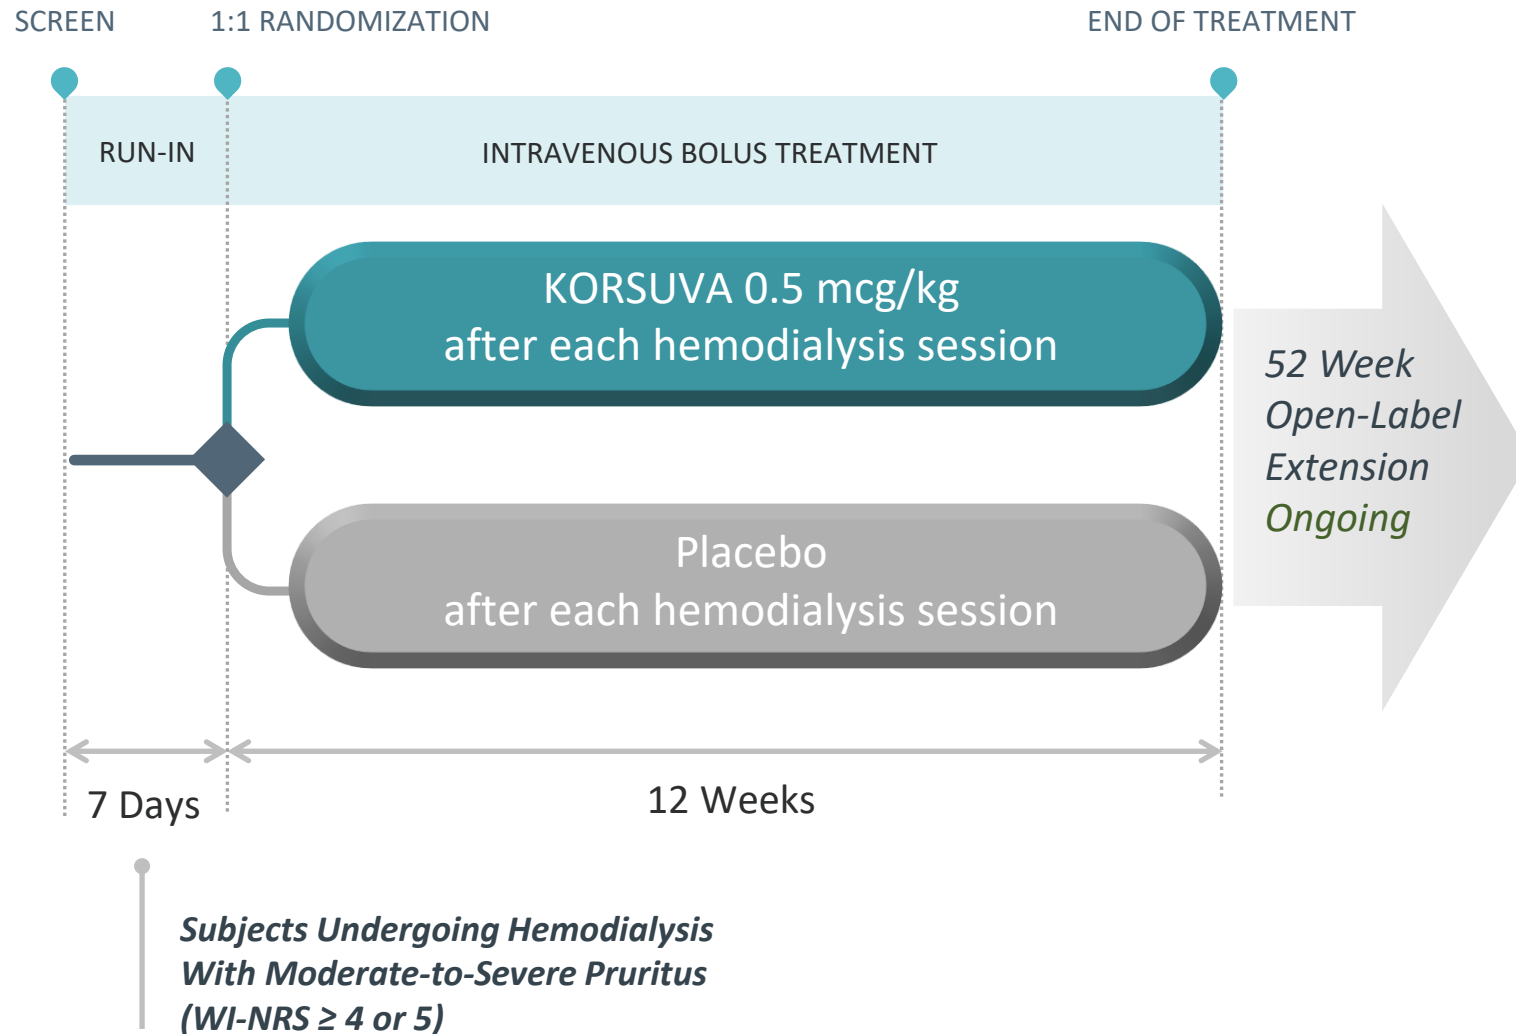 SCREEN
1:1 RANDOMIZATION
END OF TREATMENT
RUN-IN
INTRAVENOUS BOLUS TREATMENT
KORSUVA 0.5 mcg/kg
after each hemodialysis session
Placebo
after each hemodialysis session
52 Week
Open-Label
Extension
Ongoing
7 Days
12 Weeks
Subjects Undergoing Hemodialysis
With Moderate-to-Severe Pruritus
(WI-NRS ≥ 4 or 5)